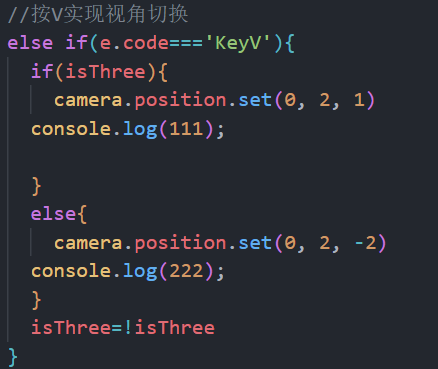 //按V实现视角切换
else if(e.code==='KeyV'){
if(isThree){
camera.position.set(0, 2, 1)
console.log(111);
}
else{
camera.position.set(0, 2, -2)
console.log(222);
}
isThree=!isThree
}